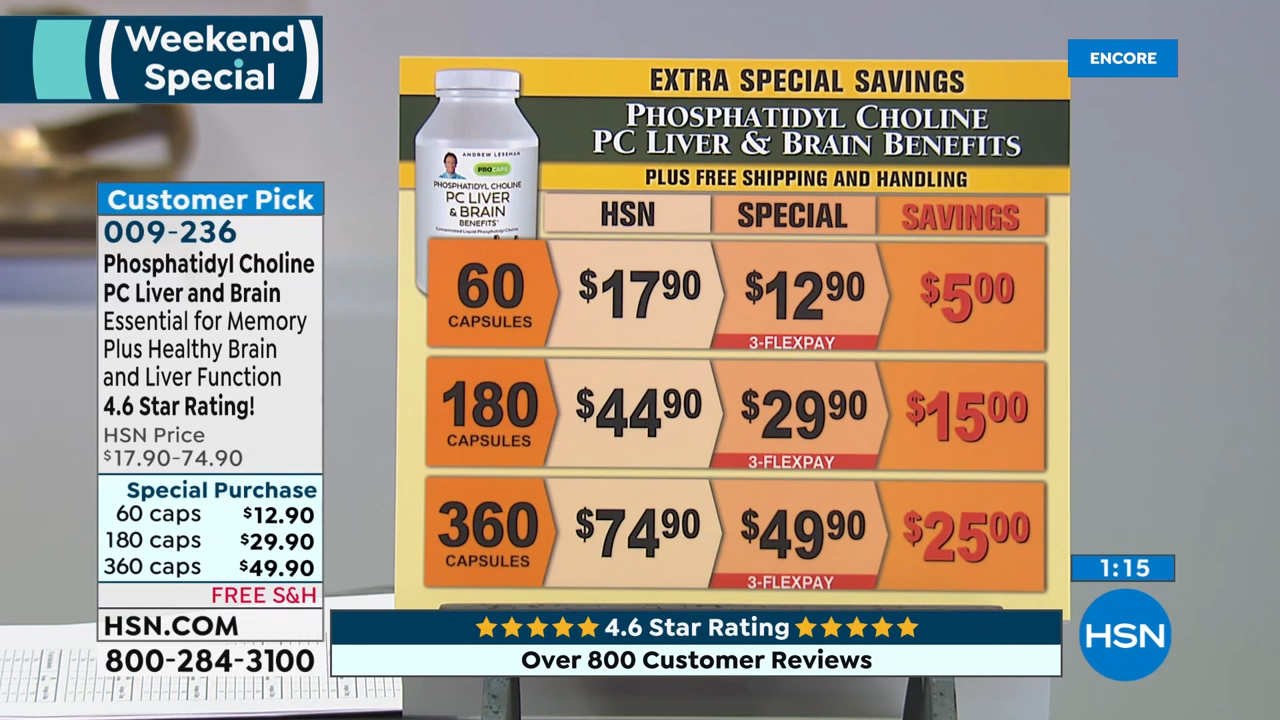 (Weekend
Special)
ENCORE
EXTRA SPECIAL SAVINGS
PHOSPHATIDYL CHOLINE
PC LIVER & BRAIN BENEFITS
PLUS FREE SHIPPING AND HANDLING
ANDREW LESSMAN
PROCAPS
PHOSPHATIDYL CHOLINE
PC LIVER
& BRAIN
BENEFITS
Concentrated Liquid Phosphatidyl Choline
HSN SPECIAL SAVINGS
60 CAPSULES $17.90 $12.90 $5.00
3-FLEXPAY
180 CAPSULES $44.90 $29.90 $15.00
3-FLEXPAY
360 CAPSULES $74.90 $49.90 $25.00
3-FLEXPAY
Customer Pick
009-236
Phosphatidyl Choline
PC Liver and Brain
Essential for Memory
Plus Healthy Brain
and Liver Function
4.6 Star Rating!
HSN Price
$17.90-74.90
Special Purchase
60 caps $12.90
180 caps $29.90
360 caps $49.90
FREE S&H
HSN.COM
800-284-3100
4.6 Star Rating
Over 800 Customer Reviews
1:15
HSN